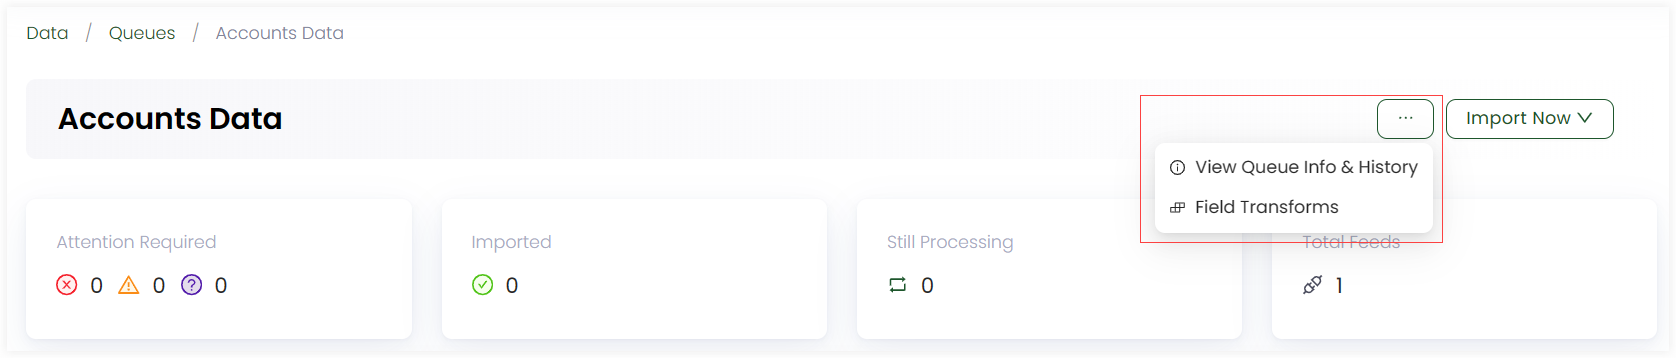 Data / Queues / Accounts Data
Accounts Data
... Import Now
View Queue Info & History
Field Transforms
Attention Required
0 0 0
Imported
0
Still Processing
0
Total Feeds
1